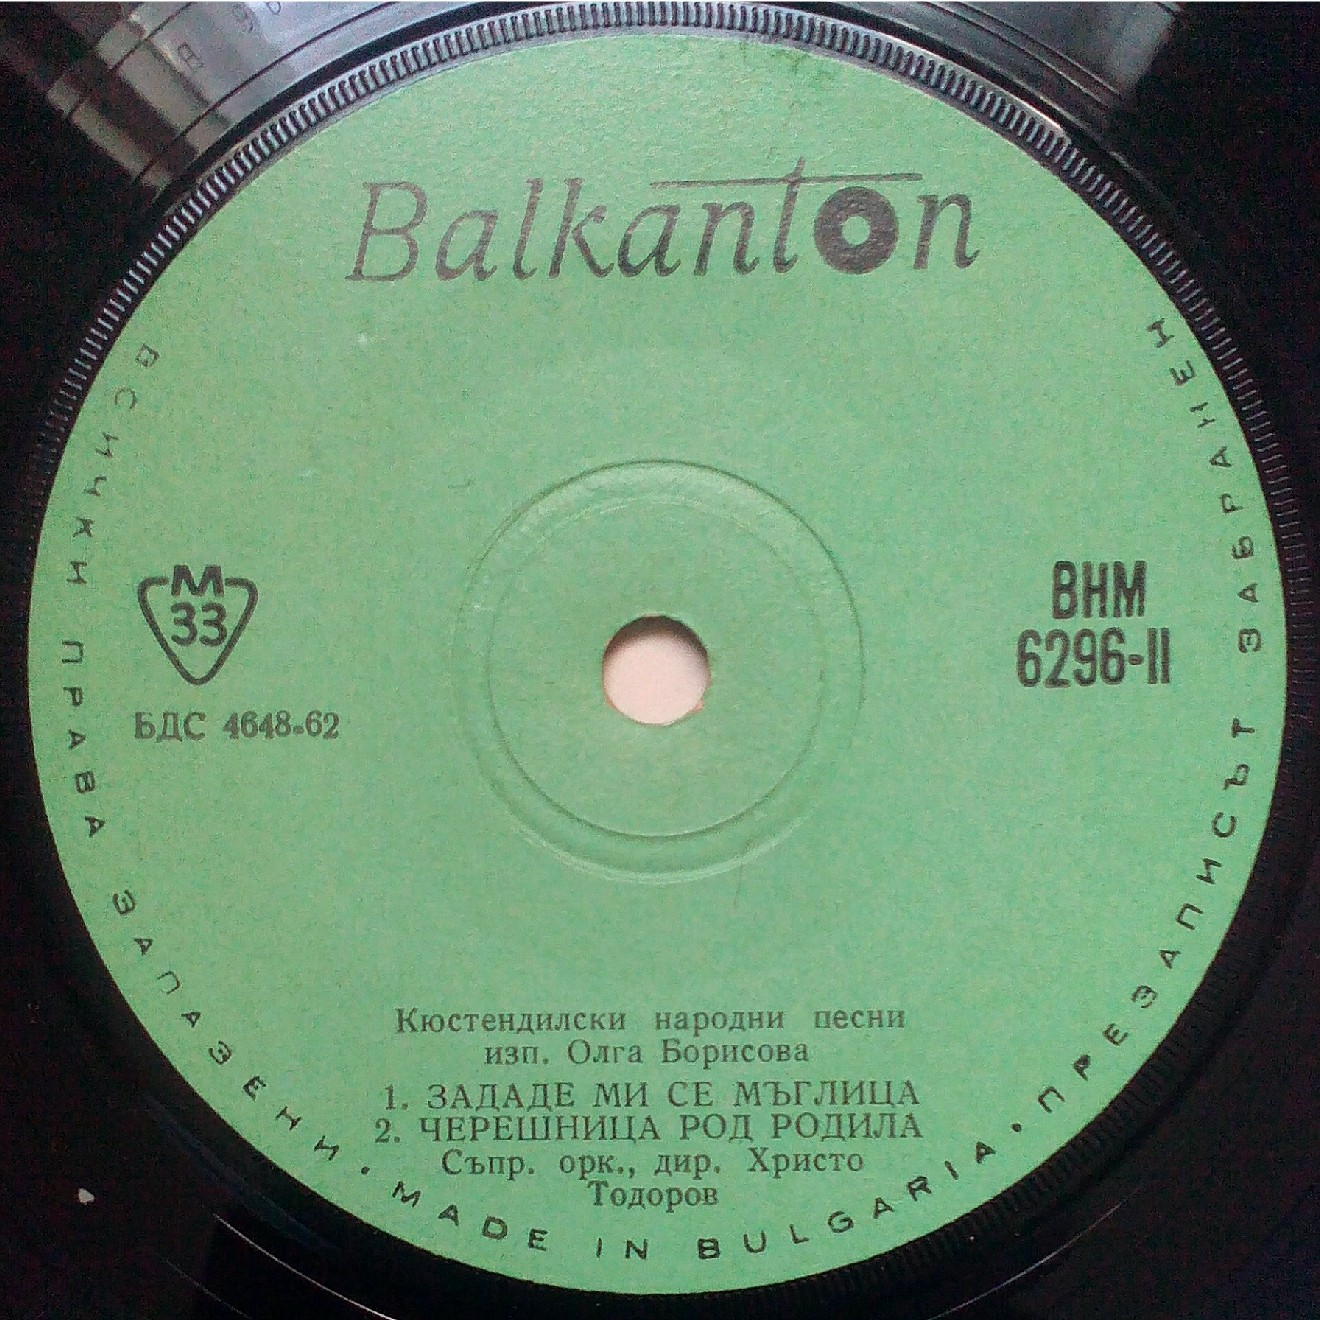 Balkanton
М
33
БДС 4648-62
ВНМ
6296-II
Кюстендилски народни песни
изп. Олга Борисова
1. ЗАДАДЕ МИ СЕ МЪГЛИЦА
2. ЧЕРЕШНИЦА РОД РОДИЛА
Съпр. орк., дир. Христо
Тодоров
ВСИЧКИ ПРАВА ЗАПАЗЕНИ · MADE IN BULGARIA · ПРЕЗАПИСЪТ ЗАБРАНЕН